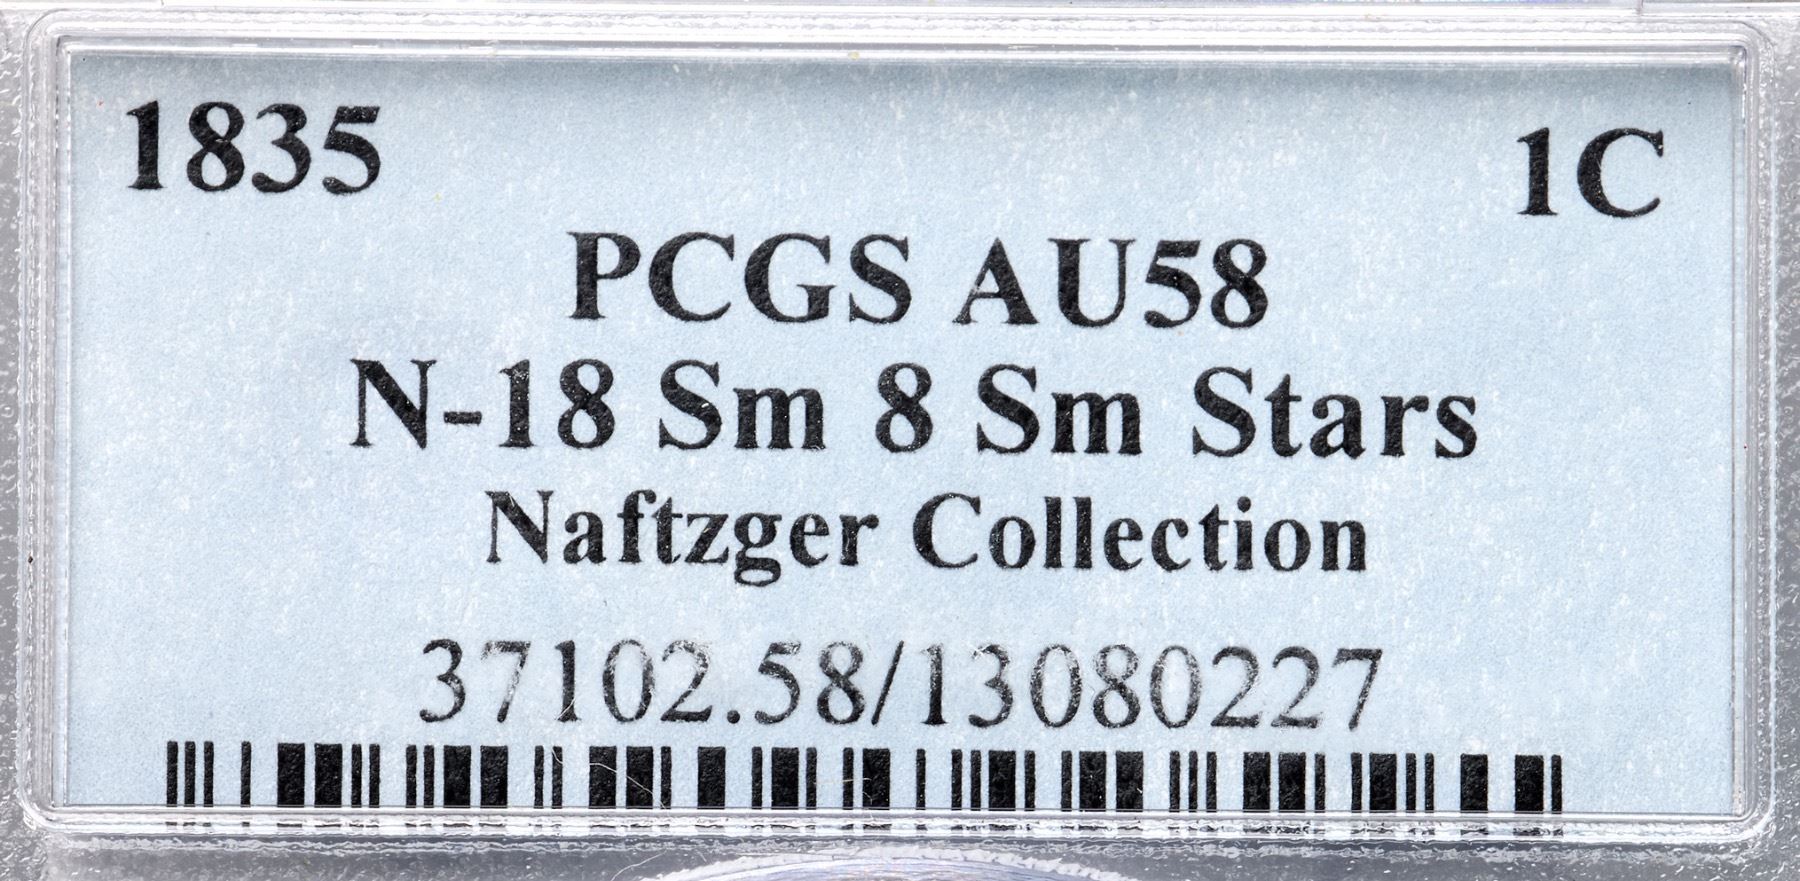 1835 1C
PCGS AU58
N-18 Sm 8 Sm Stars
Naftzger Collection
37102.58/13080227